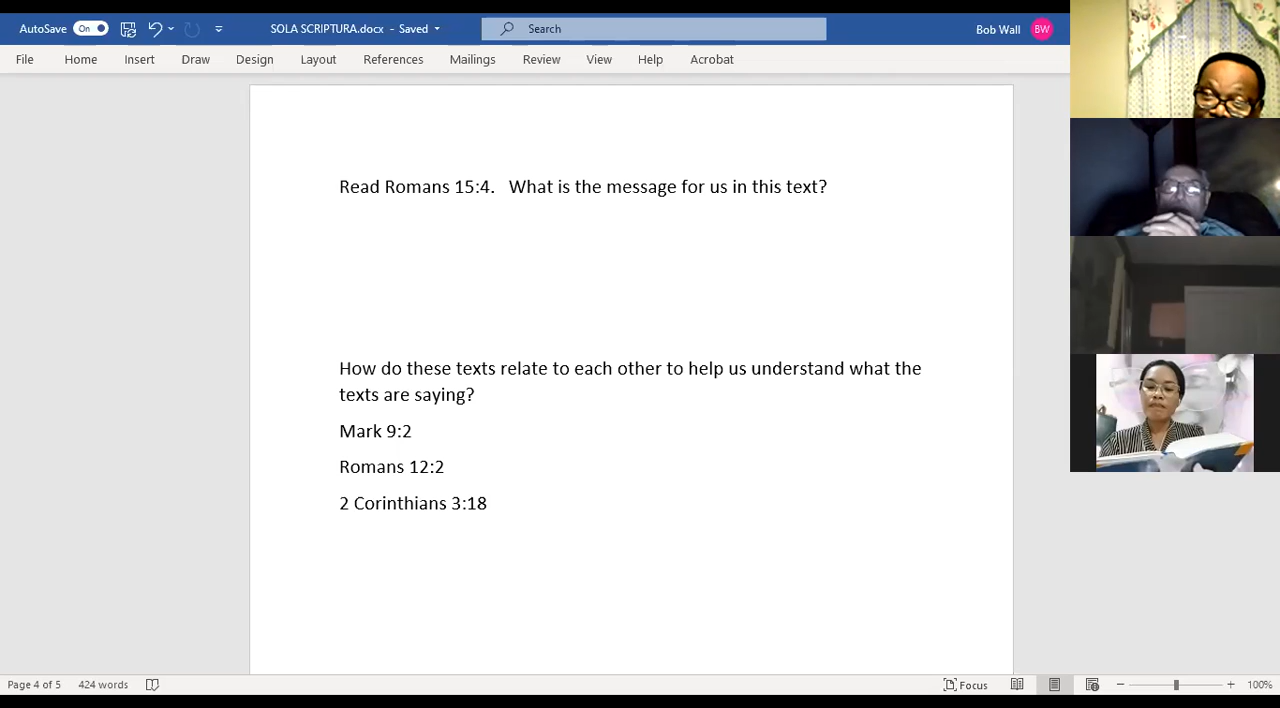 AutoSave On SOLA SCRIPTURA.docx - Saved Search Bob Wall BW
File Home Insert Draw Design Layout References Mailings Review View Help Acrobat
Read Romans 15:4. What is the message for us in this text?
How do these texts relate to each other to help us understand what the
texts are saying?
Mark 9:2
Romans 12:2
2 Corinthians 3:18
Page 4 of 5 424 words Focus 100%